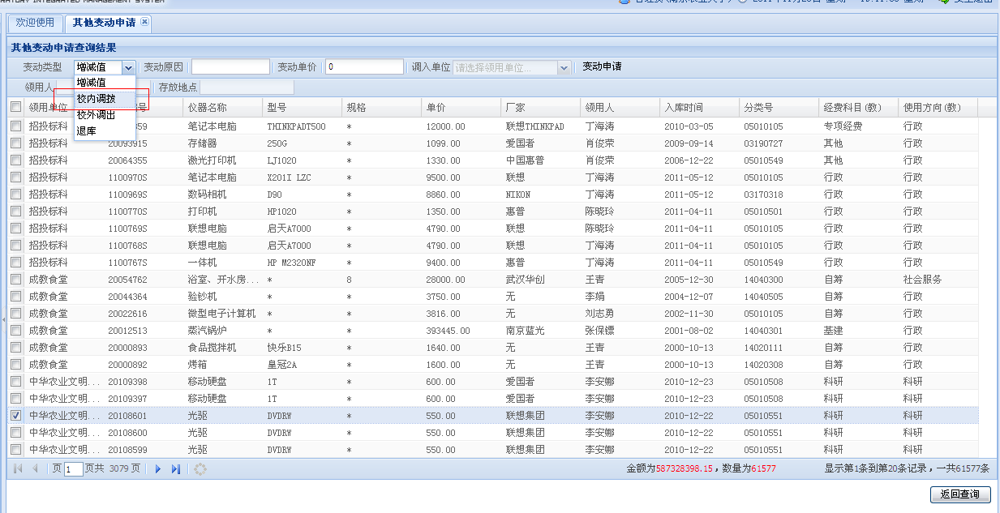 RATORY INTEGRATED MANAGEMENT SYSTEM
欢迎使用 其他变动申请
其他变动申请查询结果
变动类型 增减值 变动原因 变动单价 0 调入单位 请选择领用单位... 变动申请
增减值
校内调拨
校外调出
退库
领用人 存放地点
领用单位 号 仪器名称 型号 规格 单价 厂家 领用人 入库时间 分类号 经费科目(教) 使用方向(教)
招投标科 359 笔记本电脑 THINKPADT500 * 12000.00 联想THINKPAD 丁海涛 2010-03-05 05010105 专项经费 行政
招投标科 20093915 存储器 250G * 1099.00 爱国者 肖俊荣 2009-09-14 03190727 其他 行政
招投标科 20064355 激光打印机 LJ1020 * 1330.00 中国惠普 肖俊荣 2006-12-22 05010549 其他 行政
招投标科 1100970S 笔记本电脑 X201I LZC * 9500.00 联想 丁海涛 2011-05-12 05010105 行政 行政
招投标科 1100969S 数码相机 D90 * 8860.00 NIKON 丁海涛 2011-05-12 03170318 行政 行政
招投标科 1100770S 打印机 HP1020 * 1350.00 惠普 陈晓玲 2011-04-11 05010501 行政 行政
招投标科 1100769S 联想电脑 启天A7000 * 4790.00 联想 陈晓玲 2011-04-11 05010105 行政 行政
招投标科 1100768S 联想电脑 启天A7000 * 4790.00 联想 丁海涛 2011-04-11 05010105 行政 行政
招投标科 1100767S 一体机 HP M2320NF * 9400.00 惠普 丁海涛 2011-04-11 05010549 行政 行政
成教食堂 20054762 浴室、开水房... * 8 28000.00 武汉华创 王青 2005-12-30 14040300 自筹 社会服务
成教食堂 20044364 验钞机 * * 3750.00 无 李娟 2004-12-07 14040505 自筹 行政
成教食堂 20022616 微型电子计算机 * * 3816.00 无 刘志勇 2002-11-30 05010105 自筹 行政
成教食堂 20012513 蒸汽锅炉 * * 393445.00 南京蓝光 张保镖 2001-08-02 14040301 基建 行政
成教食堂 20000893 食品搅拌机 快乐B15 * 1640.00 无 王青 2000-10-13 14020111 自筹 行政
成教食堂 20000892 烤箱 皇冠2A * 1600.00 无 王青 2000-10-13 14020308 自筹 行政
中华农业文明... 20109398 移动硬盘 1T * 600.00 爱国者 李安娜 2010-12-23 05010508 科研 科研
中华农业文明... 20109397 移动硬盘 1T * 600.00 爱国者 李安娜 2010-12-23 05010508 科研 科研
中华农业文明... 20108601 光驱 DVDRW * 550.00 联想集团 李安娜 2010-12-22 05010551 科研 科研
中华农业文明... 20108600 光驱 DVDRW * 550.00 联想集团 李安娜 2010-12-22 05010551 科研 科研
中华农业文明... 20108599 光驱 DVDRW * 550.00 联想集团 李安娜 2010-12-22 05010551 科研 科研
页 1 页共 3079 页 金额为587328398.15，数量为61577 显示第1条到第20条记录，一共61577条
返回查询